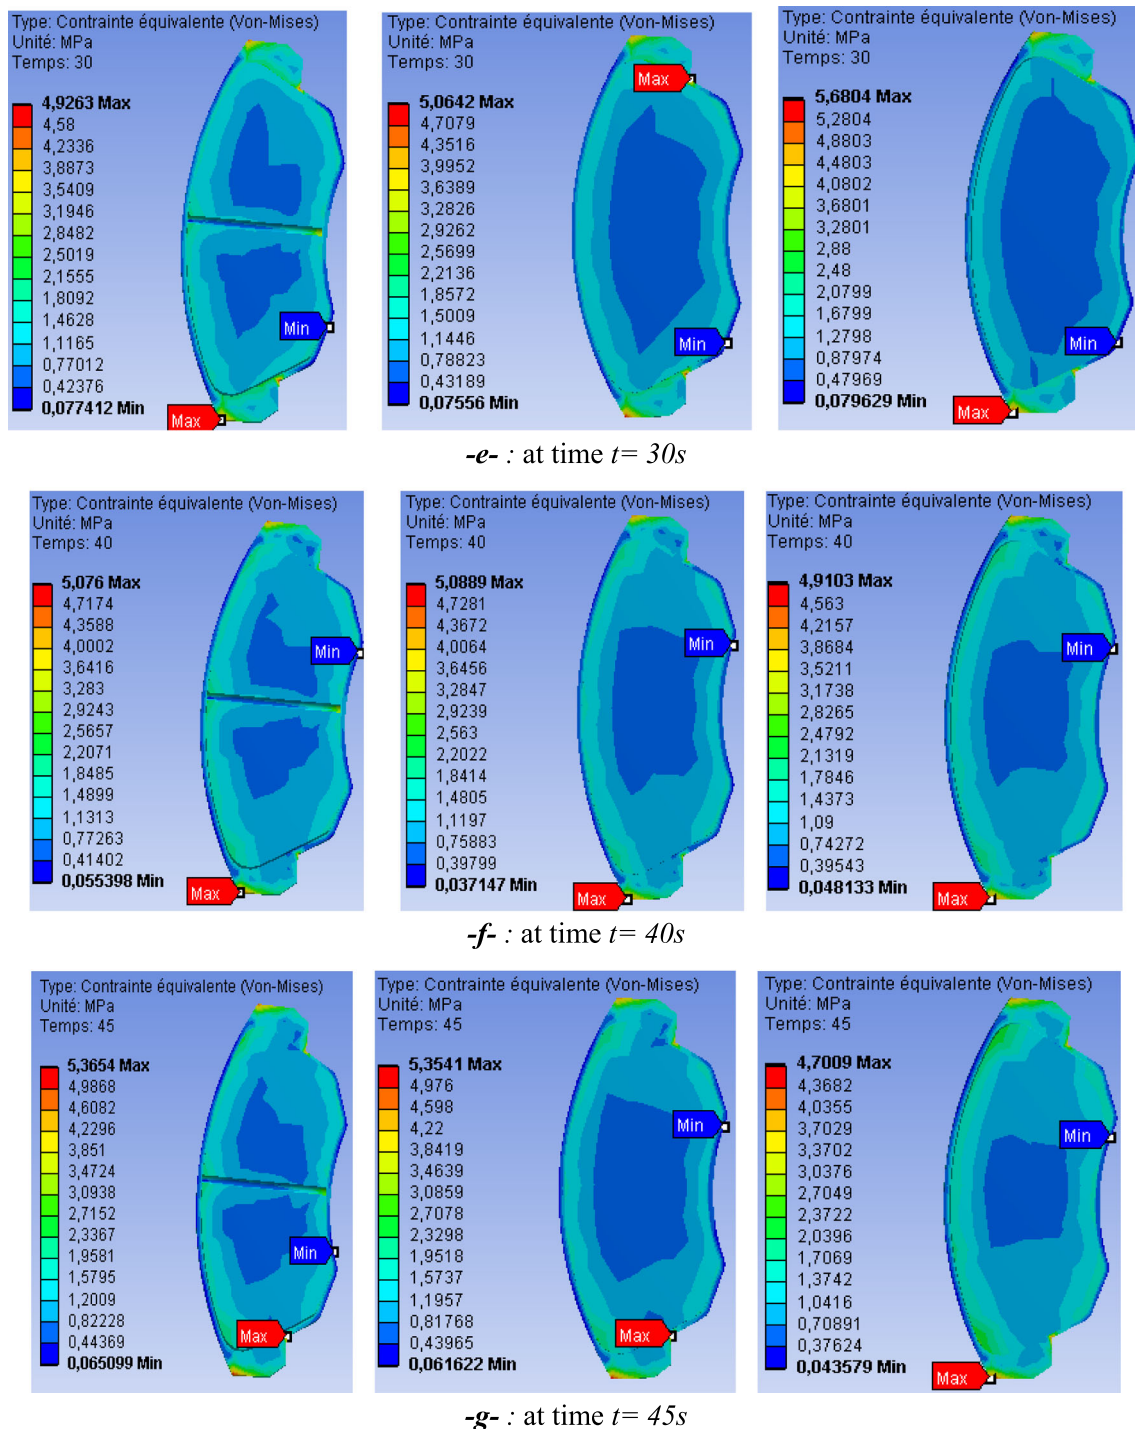 Type: Contrainte équivalente (Von-Mises)
Unité: MPa
Temps: 30
4,9263 Max
4,58
4,2336
3,8873
3,5409
3,1946
2,8482
2,5019
2,1555
1,8092
1,4628
1,1165
0,77012
0,42376
0,077412 Min
Min
Max
Type: Contrainte équivalente (Von-Mises)
Unité: MPa
Temps: 30
5,0642 Max
4,7079
4,3516
3,9952
3,6389
3,2826
2,9262
2,5699
2,2136
1,8572
1,5009
1,1446
0,78823
0,43189
0,07556 Min
Max
Min
Type: Contrainte équivalente (Von-Mises)
Unité: MPa
Temps: 30
5,6804 Max
5,2804
4,8803
4,4803
4,0802
3,6801
3,2801
2,88
2,48
2,0799
1,6799
1,2798
0,87974
0,47969
0,079629 Min
Min
Max
-e- : at time t= 30s
Type: Contrainte équivalente (Von-Mises)
Unité: MPa
Temps: 40
5,076 Max
4,7174
4,3588
4,0002
3,6416
3,283
2,9243
2,5657
2,2071
1,8485
1,4899
1,1313
0,77263
0,41402
0,055398 Min
Min
Max
Type: Contrainte équivalente (Von-Mises)
Unité: MPa
Temps: 40
5,0889 Max
4,7281
4,3672
4,0064
3,6456
3,2847
2,9239
2,563
2,2022
1,8414
1,4805
1,1197
0,75883
0,39799
0,037147 Min
Min
Max
Type: Contrainte équivalente (Von-Mises)
Unité: MPa
Temps: 40
4,9103 Max
4,563
4,2157
3,8684
3,5211
3,1738
2,8265
2,4792
2,1319
1,7846
1,4373
1,09
0,74272
0,39543
0,048133 Min
Min
Max
-f- : at time t= 40s
Type: Contrainte équivalente (Von-Mises)
Unité: MPa
Temps: 45
5,3654 Max
4,9868
4,6082
4,2296
3,851
3,4724
3,0938
2,7152
2,3367
1,9581
1,5795
1,2009
0,82228
0,44369
0,065099 Min
Min
Max
Type: Contrainte équivalente (Von-Mises)
Unité: MPa
Temps: 45
5,3541 Max
4,976
4,598
4,22
3,8419
3,4639
3,0859
2,7078
2,3298
1,9518
1,5737
1,1957
0,81768
0,43965
0,061622 Min
Min
Max
Type: Contrainte équivalente (Von-Mises)
Unité: MPa
Temps: 45
4,7009 Max
4,3682
4,0355
3,7029
3,3702
3,0376
2,7049
2,3722
2,0396
1,7069
1,3742
1,0416
0,70891
0,37624
0,043579 Min
Min
Max
-g- : at time t= 45s